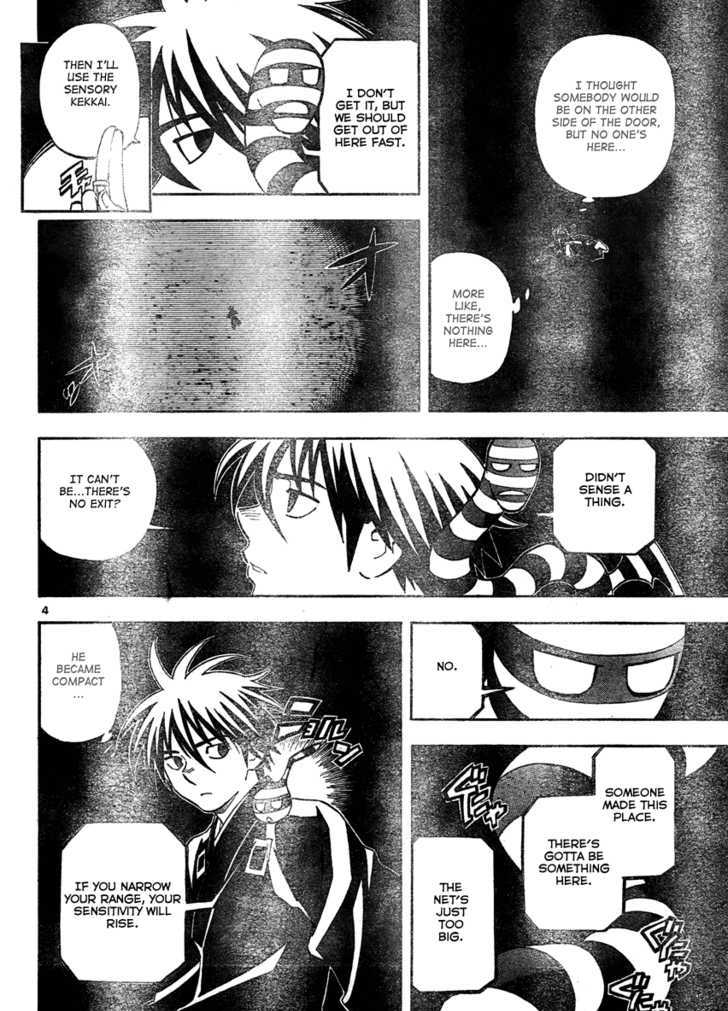 I THOUGHT
SOMEBODY WOULD
BE ON THE OTHER
SIDE OF THE DOOR,
BUT NO ONE'S
HERE...
MORE
LIKE,
THERE'S
NOTHING
HERE...
I DON'T
GET IT, BUT
WE SHOULD
GET OUT OF
HERE FAST.
THEN I'LL
USE THE
SENSORY
KEKKAI.
DIDN'T
SENSE A
THING.
IT CAN'T
BE...THERE'S
NO EXIT?
4
NO.
SOMEONE
MADE THIS
PLACE.
THERE'S
GOTTA BE
SOMETHING
HERE.
THE
NET'S
JUST
TOO
BIG.
HE
BECAME
COMPACT
...
IF YOU NARROW
YOUR RANGE, YOUR
SENSITIVITY WILL
RISE.